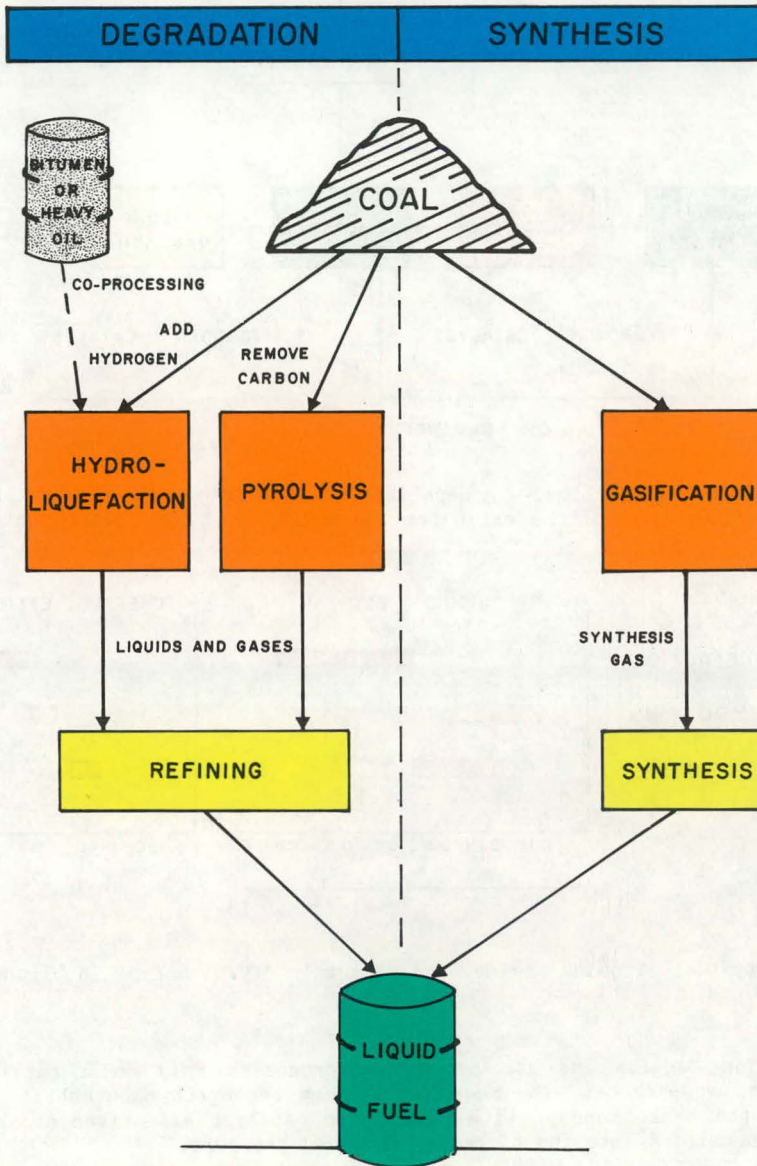 DEGRADATION SYNTHESIS
BITUMEN
OR
HEAVY
OIL
COAL
CO-PROCESSING
ADD
HYDROGEN
REMOVE
CARBON
HYDRO-
LIQUEFACTION
PYROLYSIS
GASIFICATION
LIQUIDS AND GASES
SYNTHESIS
GAS
REFINING
SYNTHESIS
LIQUID
FUEL